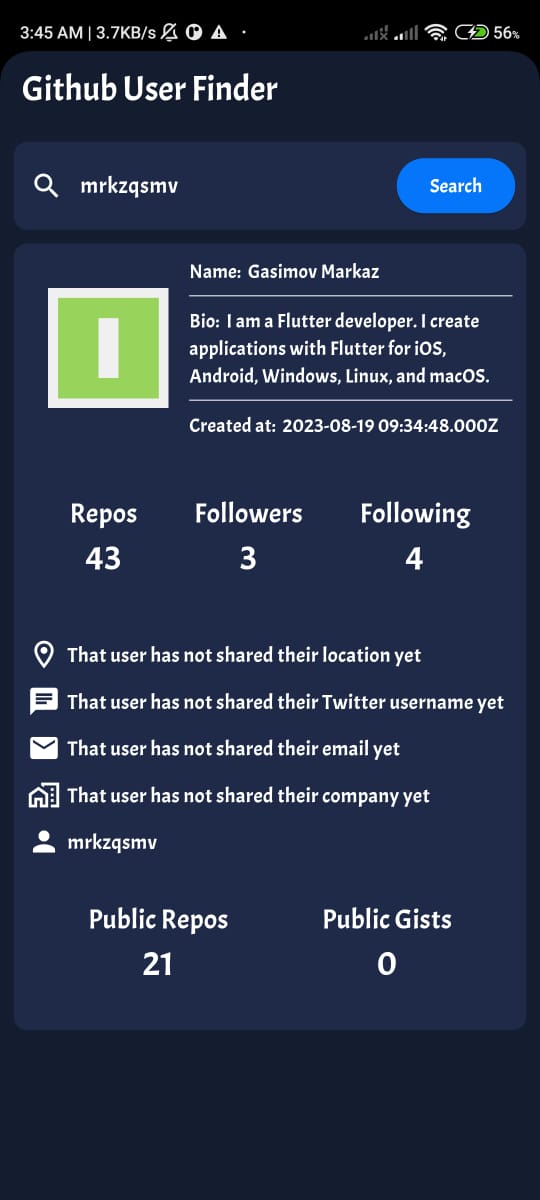 3:45 AM | 3.7KB/s
56%
Github User Finder
mrkzqsmv
Search
Name: Gasimov Markaz
Bio: I am a Flutter developer. I create
applications with Flutter for iOS,
Android, Windows, Linux, and macOS.
Created at: 2023-08-19 09:34:48.000Z
Repos Followers Following
43 3 4
That user has not shared their location yet
That user has not shared their Twitter username yet
That user has not shared their email yet
That user has not shared their company yet
mrkzqsmv
Public Repos Public Gists
21 0